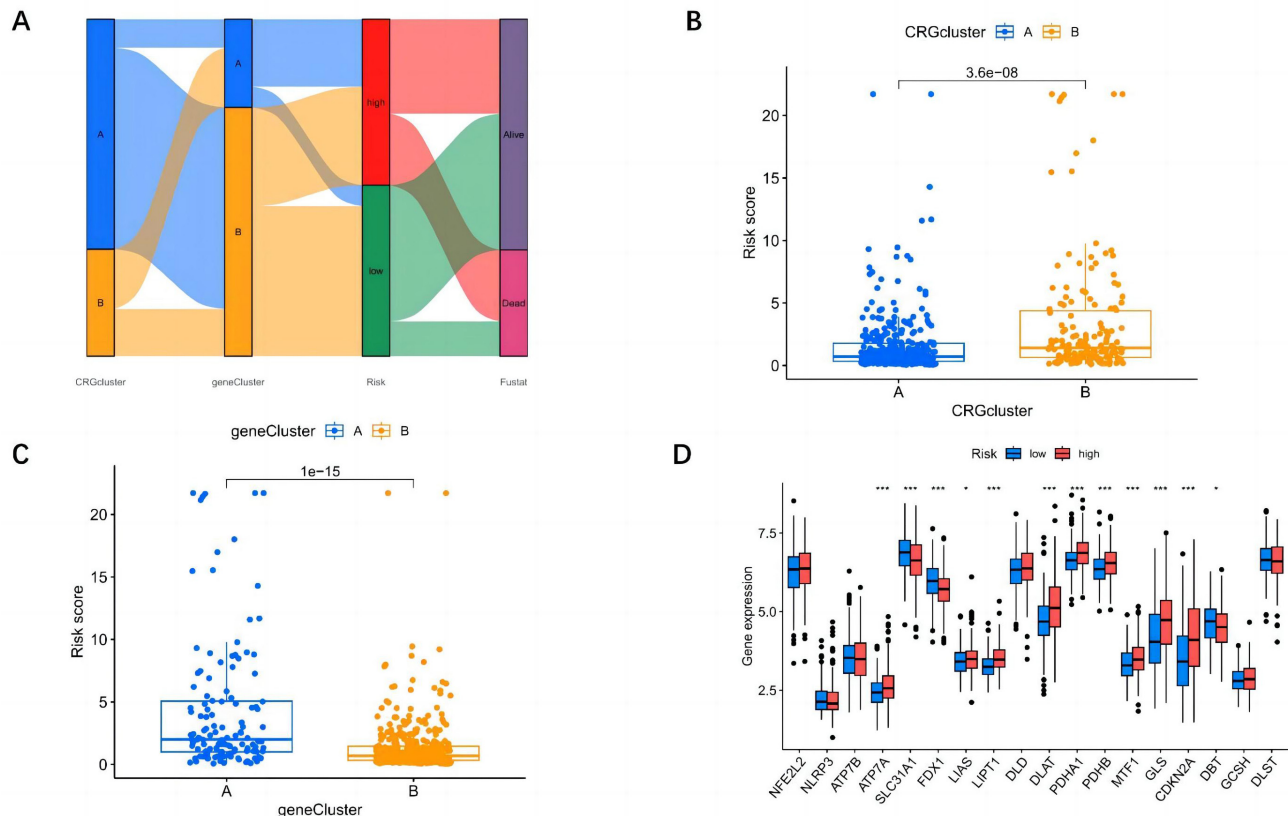 A
A
B
CRGcluster
A
B
geneCluster
high
low
Risk
Alive
Dead
Fustat
B
CRGcluster A B
3.6e−08
Risk score
20
15
10
5
0
A B
CRGcluster
C
geneCluster A B
1e−15
Risk score
20
15
10
5
0
A B
geneCluster
D
Risk low high
*** *** *** * *** *** *** *** *** *** *** *
Gene expression
7.5
5.0
2.5
NFE2L2
NLRP3
ATP7B
ATP7A
SLC31A1
FDX1
LIAS
LIPT1
DLD
DLAT
PDHA1
PDHB
MTF1
GLS
CDKN2A
DBT
GCSH
DLST